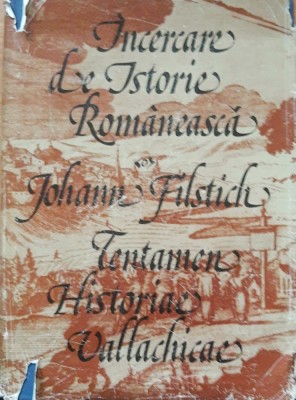 Încercare
de Istorie
Românească
Johann Filstich
Tentamen
Historiae
Vallachicae